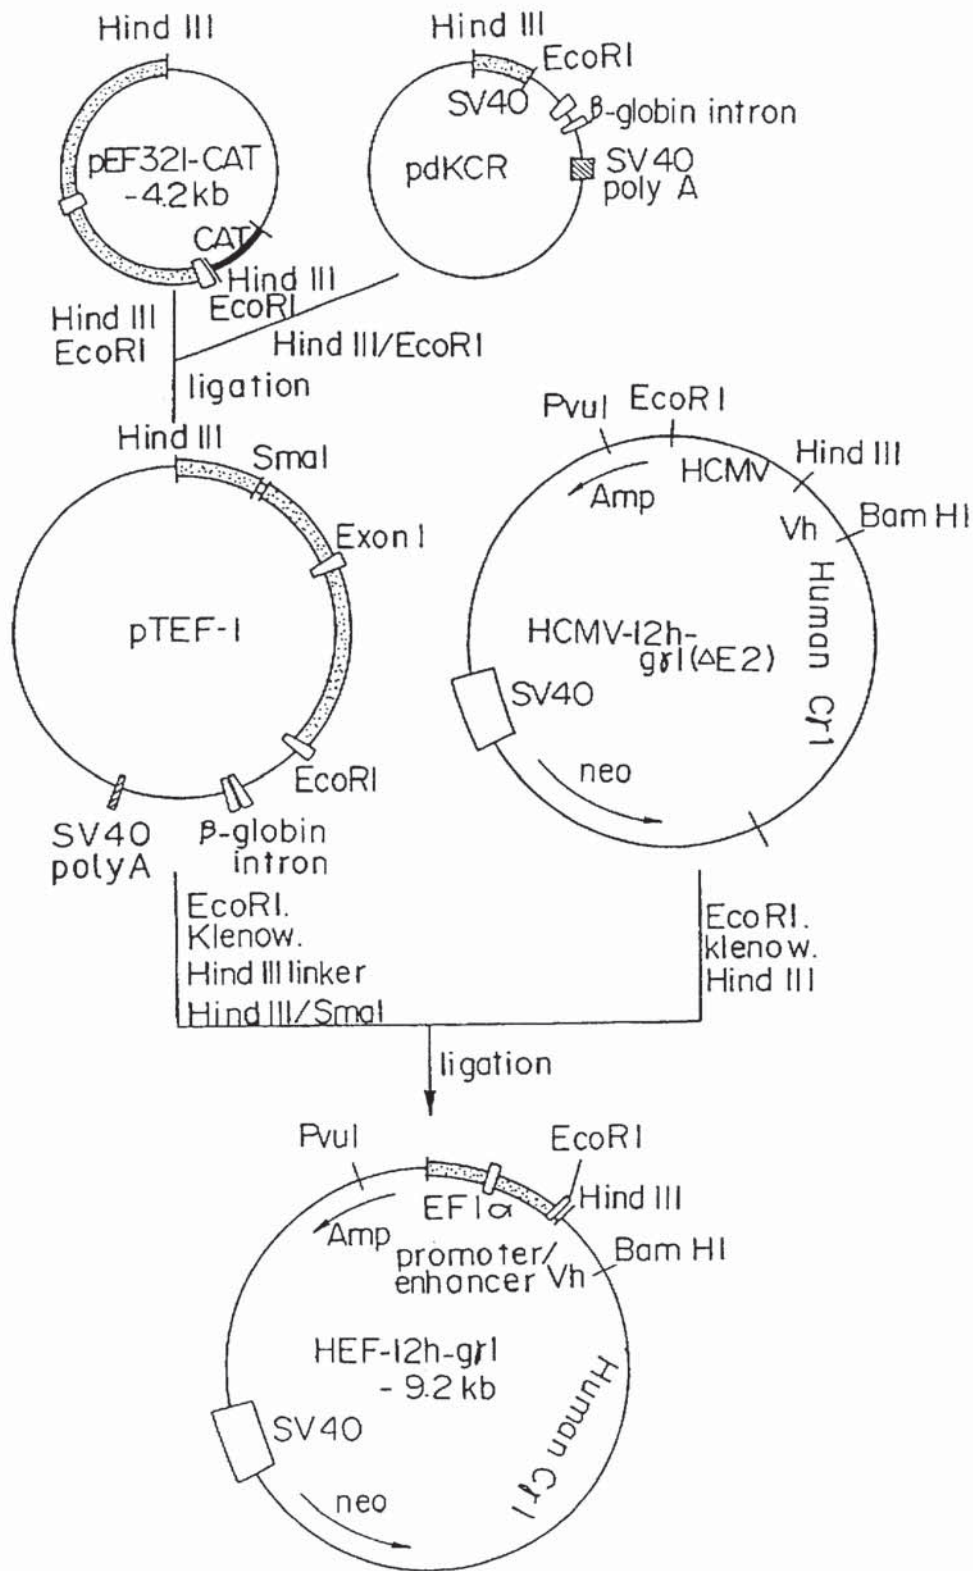 Hind III
pEF321-CAT
-4.2kb
CAT
Hind III
EcoRI
Hind III
EcoRI
SV40
β-globin intron
pdKCR
SV40
poly A
Hind III
EcoRI
Hind III/EcoRI
ligation
Hind III
SmaI
Exon I
pTEF-1
EcoRI
SV40
polyA
β-globin
intron
PvuI
EcoRI
HCMV
Hind III
Amp
Vh
Bam HI
Human Cγ1
HCMV-12h-
gγ1(ΔE2)
SV40
neo
EcoRI.
Klenow.
Hind III linker
Hind III/SmaI
EcoRI.
klenow.
Hind III
ligation
PvuI
EcoRI
EF1α
Hind III
Amp
promoter/
enhancer
Vh
Bam HI
HEF-12h-gγ1
- 9.2 kb
Human Cγ1
SV40
neo